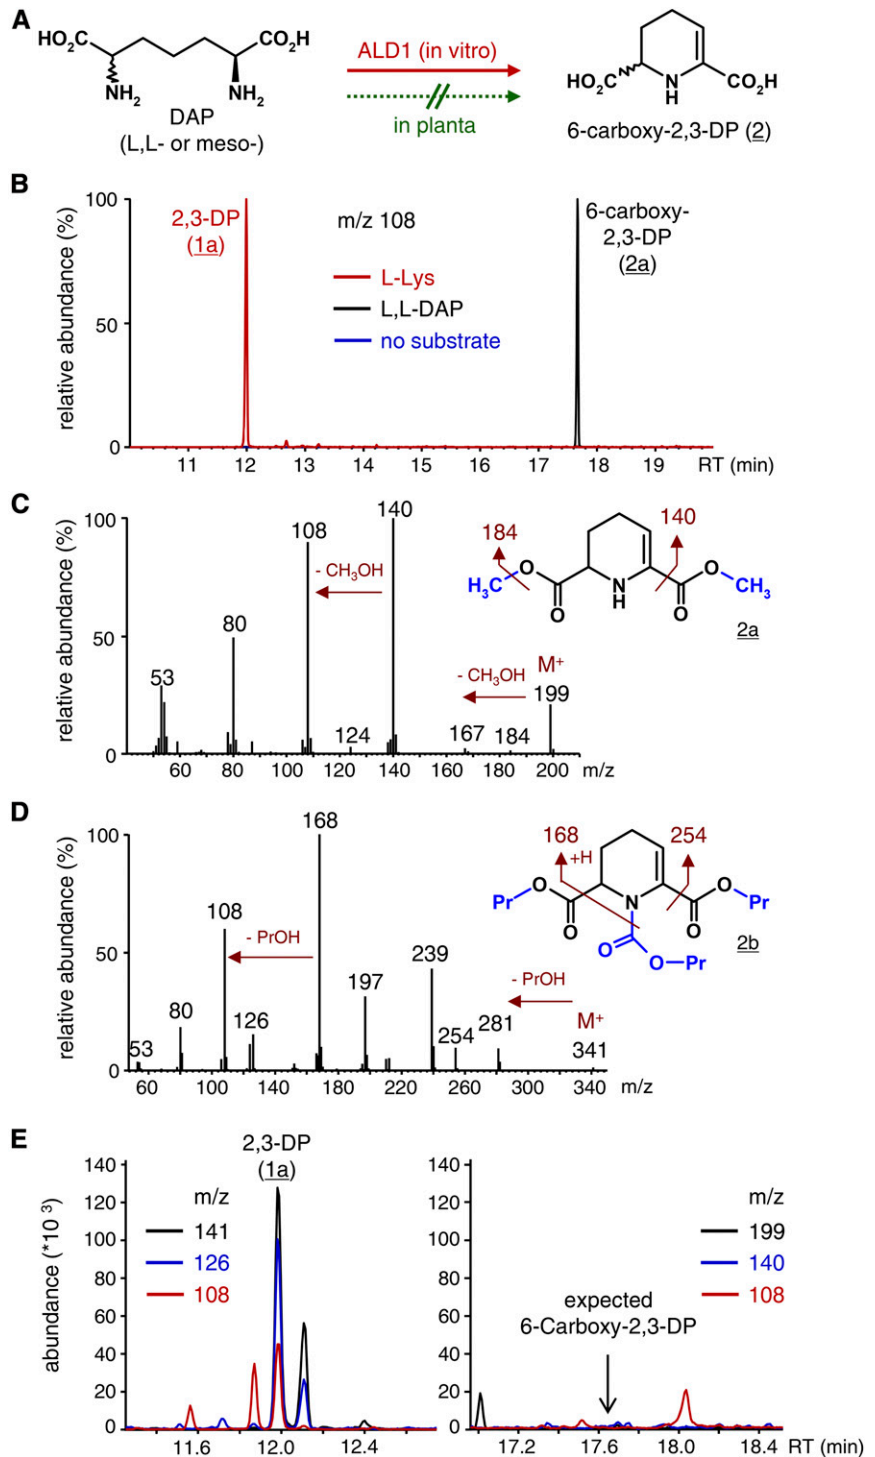 A
HO2C CO2H
NH2 NH2
DAP
(L,L- or meso-)
ALD1 (in vitro)
in planta
HO2C N CO2H
H
6-carboxy-2,3-DP (2)
B
relative abundance (%)
100
50
0
2,3-DP
(1a)
m/z 108
L-Lys
L,L-DAP
no substrate
6-carboxy-
2,3-DP
(2a)
11 12 13 14 15 16 17 18 19 RT (min)
C
relative abundance (%)
100
50
0
53
80
108
124
140
167
184
199
- CH3OH
- CH3OH
M+
184
140
H3C O O N H O O CH3
2a
60 80 100 120 140 160 180 200 m/z
D
relative abundance (%)
100
50
0
53
80
108
126
168
197
239
254
281
341
- PrOH
- PrOH
M+
168
+H
254
Pr O O N O O Pr
O O Pr
2b
60 100 140 180 220 260 300 340 m/z
E
abundance (*10 3)
140
120
100
80
60
40
20
0
2,3-DP
(1a)
m/z
141
126
108
11.6 12.0 12.4
140
120
100
80
60
40
20
0
m/z
199
140
108
expected
6-Carboxy-2,3-DP
17.2 17.6 18.0 18.4 RT (min)